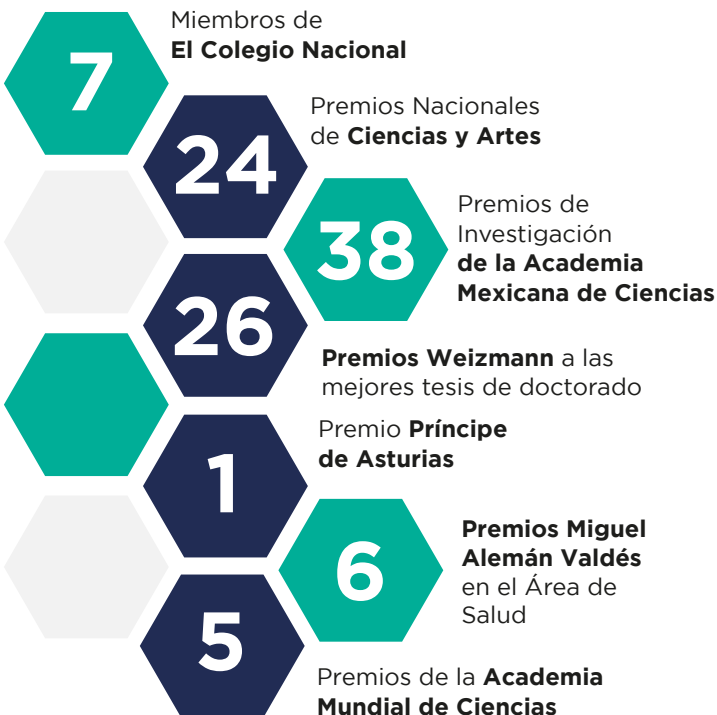 7
Miembros de
El Colegio Nacional
24
Premios Nacionales
de Ciencias y Artes
38
Premios de
Investigación
de la Academia
Mexicana de Ciencias
26
Premios Weizmann a las
mejores tesis de doctorado
1
Premio Príncipe
de Asturias
6
Premios Miguel
Alemán Valdés
en el Área de
Salud
5
Premios de la Academia
Mundial de Ciencias